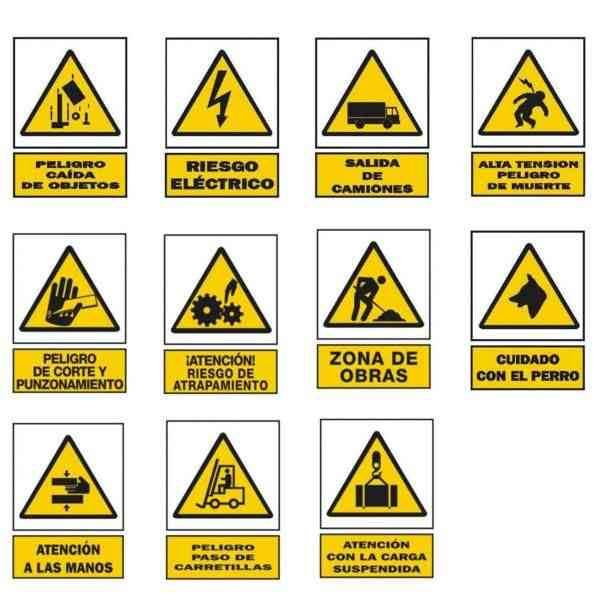 PELIGRO
CAÍDA
DE OBJETOS
RIESGO
ELÉCTRICO
SALIDA
DE
CAMIONES
ALTA TENSION
PELIGRO
DE MUERTE
PELIGRO
DE CORTE Y
PUNZONAMIENTO
¡ATENCIÓN!
RIESGO DE
ATRAPAMIENTO
ZONA DE
OBRAS
CUIDADO
CON EL PERRO
ATENCIÓN
A LAS MANOS
PELIGRO
PASO DE
CARRETILLAS
ATENCIÓN
CON LA CARGA
SUSPENDIDA